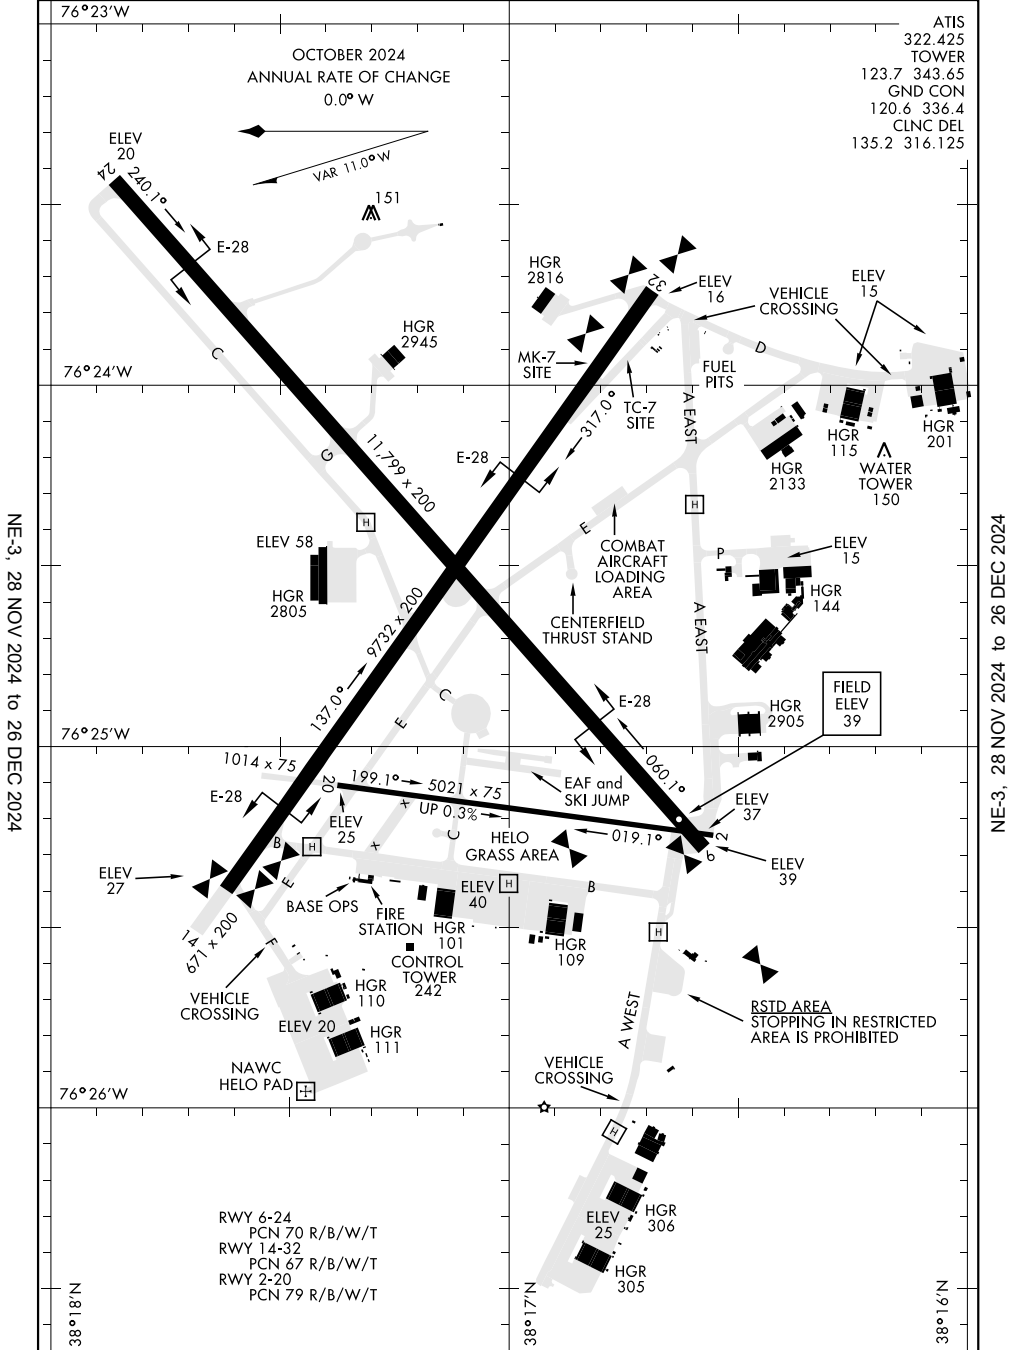 76°23'W
ATIS
322.425
TOWER
123.7 343.65
GND CON
120.6 336.4
CLNC DEL
135.2 316.125
OCTOBER 2024
ANNUAL RATE OF CHANGE
0.0° W
VAR 11.0° W
ELEV
20
24
240.1°
E-28
151
HGR
2816
32
ELEV
16
VEHICLE
CROSSING
ELEV
15
HGR
2945
C
MK-7
SITE
D
FUEL
PITS
76°24'W
TC-7
SITE
317.0°
A EAST
HGR
115
HGR
201
G
11,799 x 200
E-28
HGR
2133
WATER
TOWER
150
H
H
E
ELEV 58
HGR
2805
COMBAT
AIRCRAFT
LOADING
AREA
P
ELEV
15
HGR
144
CENTERFIELD
THRUST STAND
A EAST
9732 x 200
137.0°
C
E
E-28
HGR
2905
FIELD
ELEV
39
76°25'W
1014 x 75
20
199.1°
5021 x 75
UP 0.3%
EAF and
SKI JUMP
060.1°
E-28
ELEV
25
X
X
C
HELO
GRASS AREA
019.1°
2
6
ELEV
37
ELEV
39
B
H
ELEV
27
E
BASE OPS
FIRE
STATION
ELEV
40
H
B
HGR
101
HGR
109
14
671 x 200
F
CONTROL
TOWER
242
H
VEHICLE
CROSSING
HGR
110
ELEV 20
HGR
111
A WEST
RSTD AREA
STOPPING IN RESTRICTED
AREA IS PROHIBITED
NAWC
HELO PAD
VEHICLE
CROSSING
76°26'W
H
RWY 6-24
PCN 70 R/B/W/T
RWY 14-32
PCN 67 R/B/W/T
RWY 2-20
PCN 79 R/B/W/T
ELEV
25
HGR
306
HGR
305
38°18'N
38°17'N
38°16'N
NE-3, 28 NOV 2024 to 26 DEC 2024
NE-3, 28 NOV 2024 to 26 DEC 2024